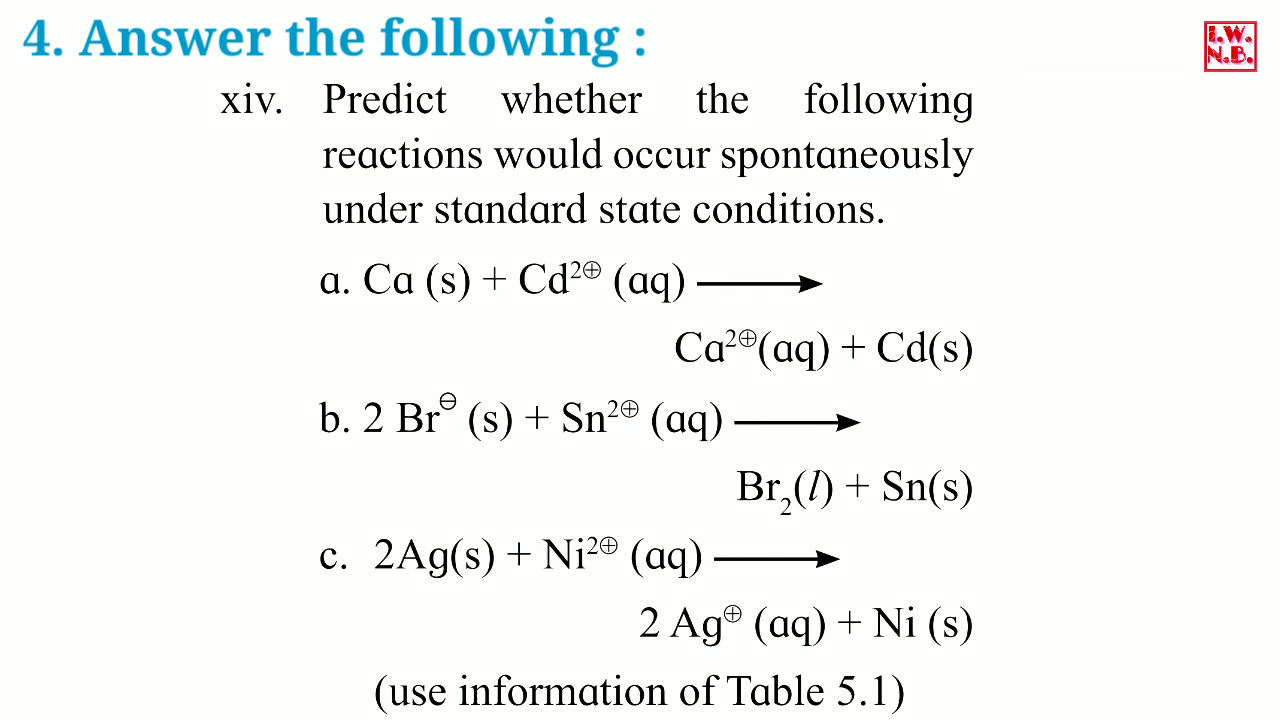 4. Answer the following :
I.W.
N.B.
xiv. Predict whether the following
reactions would occur spontaneously
under standard state conditions.
a. Ca (s) + Cd²⊕ (aq) ⟶
Ca²⊕(aq) + Cd(s)
b. 2 Br⊖ (s) + Sn²⊕ (aq) ⟶
Br₂(l) + Sn(s)
c. 2Ag(s) + Ni²⊕ (aq) ⟶
2 Ag⊕ (aq) + Ni (s)
(use information of Table 5.1)